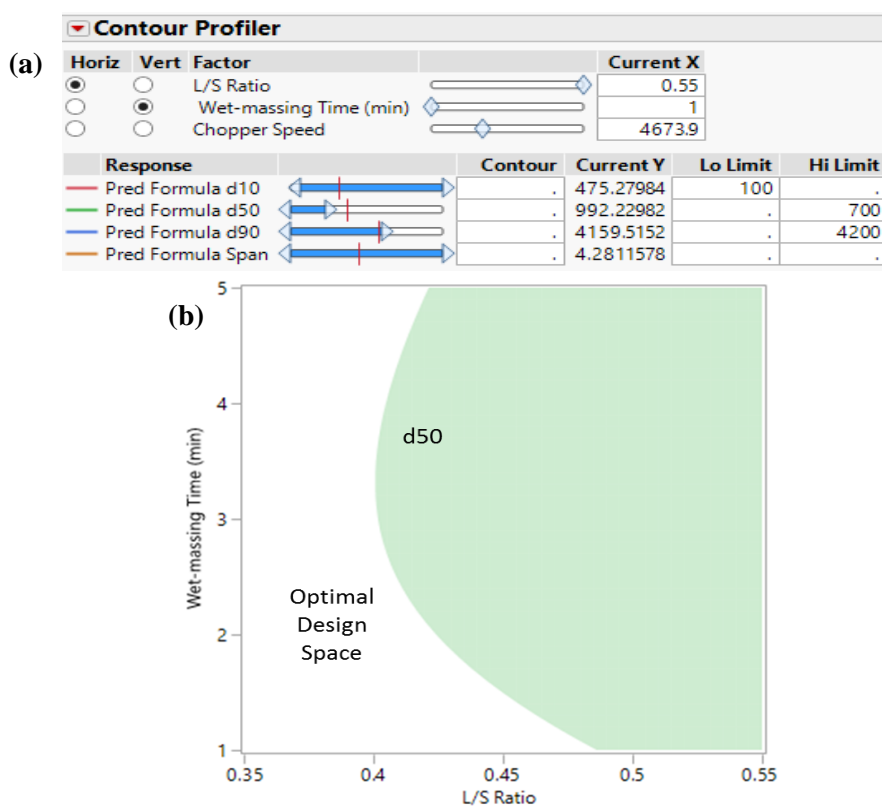 (a)
Contour Profiler
Horiz Vert Factor Current X
L/S Ratio 0.55
Wet-massing Time (min) 1
Chopper Speed 4673.9
Response Contour Current Y Lo Limit Hi Limit
Pred Formula d10 . 475.27984 100 .
Pred Formula d50 . 992.22982 . 700
Pred Formula d90 . 4159.5152 . 4200
Pred Formula Span . 4.2811578 . .
(b)
5
4
3
2
1
Wet-massing Time (min)
d50
Optimal
Design
Space
0.35 0.4 0.45 0.5 0.55
L/S Ratio